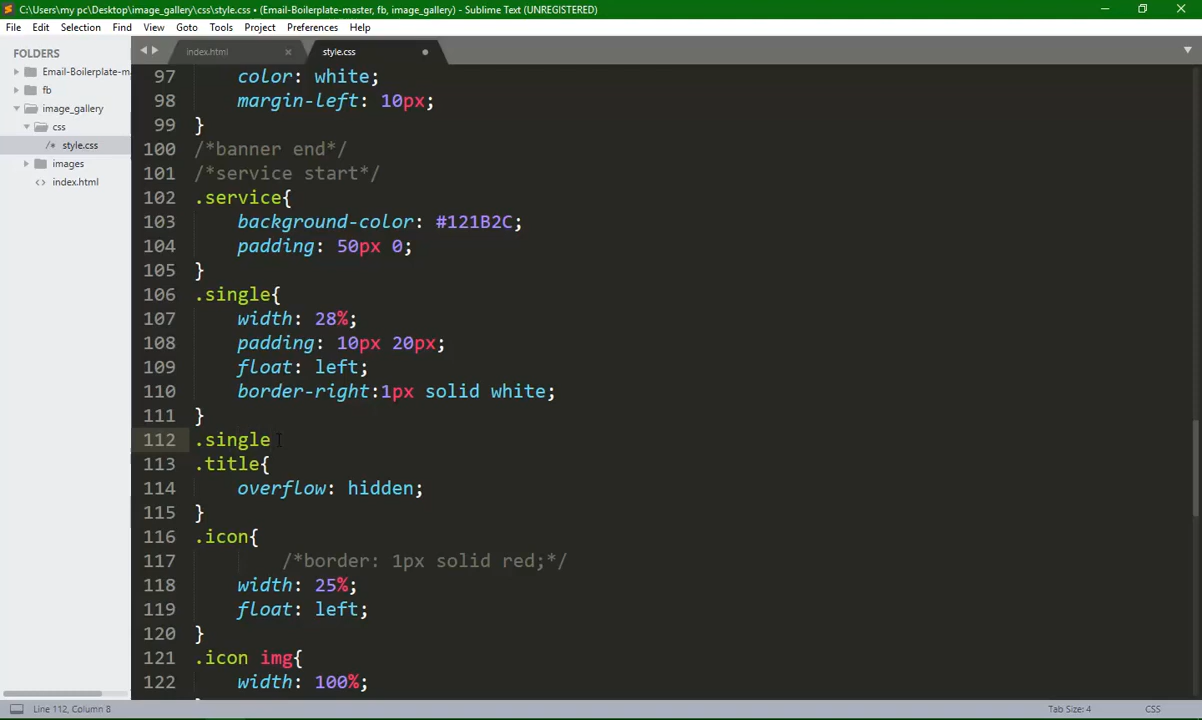 C:\Users\my pc\Desktop\image_gallery\css\style.css • (Email-Boilerplate-master, fb, image_gallery) - Sublime Text (UNREGISTERED)
File Edit Selection Find View Goto Tools Project Preferences Help
FOLDERS
Email-Boilerplate-ma
fb
image_gallery
css
/* style.css
images
<> index.html
index.html
style.css
97 color: white;
98 margin-left: 10px;
99 }
100 /*banner end*/
101 /*service start*/
102 .service{
103 background-color: #121B2C;
104 padding: 50px 0;
105 }
106 .single{
107 width: 28%;
108 padding: 10px 20px;
109 float: left;
110 border-right:1px solid white;
111 }
112 .single
113 .title{
114 overflow: hidden;
115 }
116 .icon{
117 /*border: 1px solid red;*/
118 width: 25%;
119 float: left;
120 }
121 .icon img{
122 width: 100%;
Line 112, Column 8
Tab Size: 4
CSS